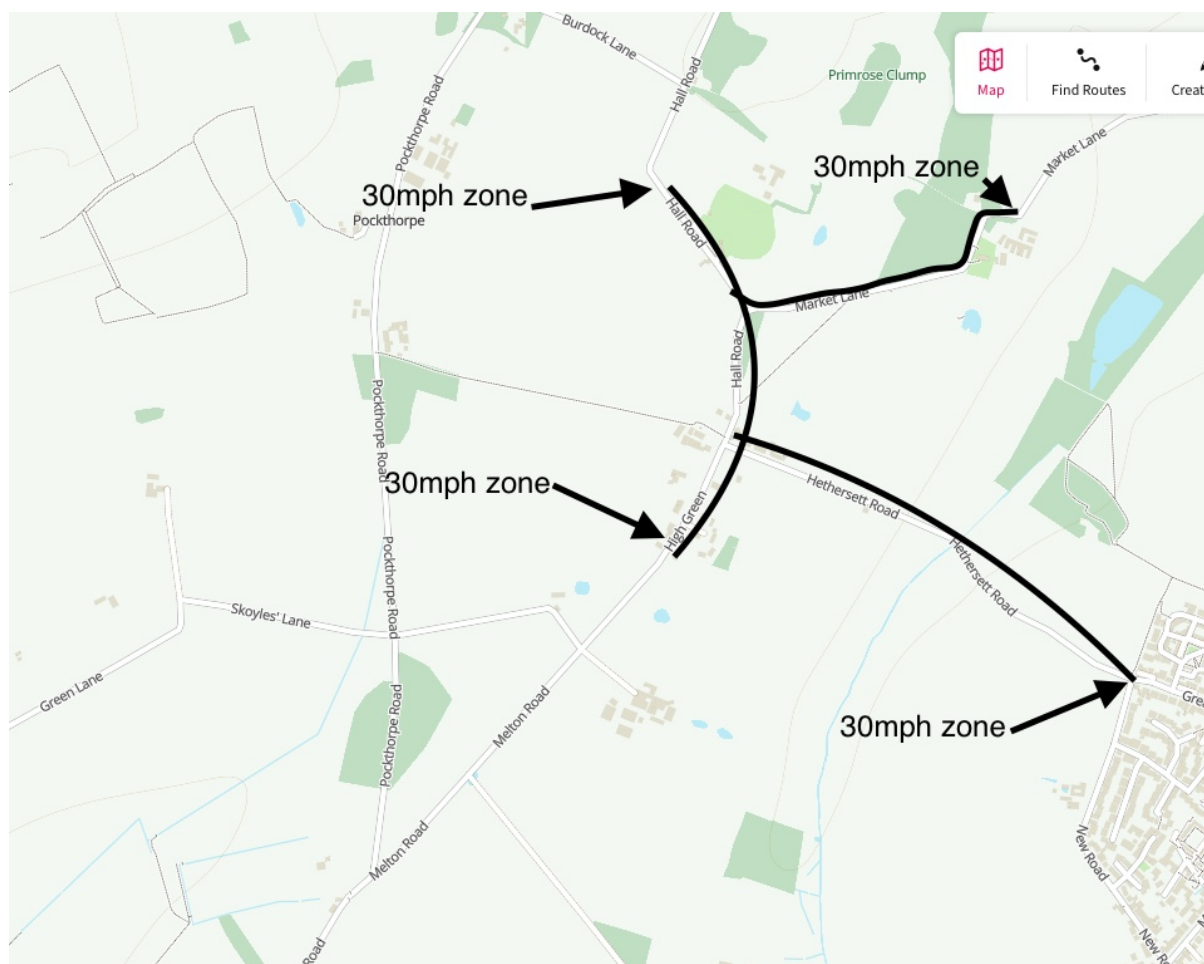 Burdock Lane
Hall Road
Primrose Clump
Map
Find Routes
Pockthorpe Road
30mph zone
Market Lane
30mph zone
Pockthorpe
Hall Road
Market Lane
Hall Road
Pockthorpe Road
30mph zone
Hethersett Road
High Green
Hethersett Road
Pockthorpe Road
Skoyles' Lane
Green Lane
Pockthorpe Road
Melton Road
30mph zone
Melton Road
New Road
Road